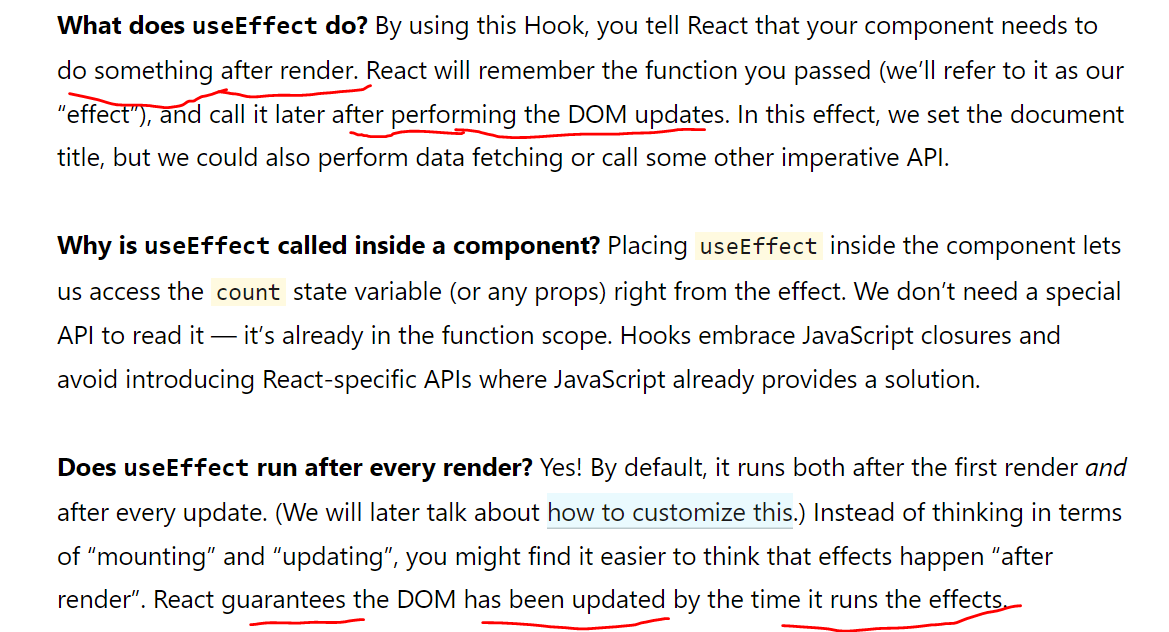 What does useEffect do? By using this Hook, you tell React that your component needs to
do something after render. React will remember the function you passed (we’ll refer to it as our
“effect”), and call it later after performing the DOM updates. In this effect, we set the document
title, but we could also perform data fetching or call some other imperative API.
Why is useEffect called inside a component? Placing useEffect inside the component lets
us access the count state variable (or any props) right from the effect. We don’t need a special
API to read it — it’s already in the function scope. Hooks embrace JavaScript closures and
avoid introducing React-specific APIs where JavaScript already provides a solution.
Does useEffect run after every render? Yes! By default, it runs both after the first render and
after every update. (We will later talk about how to customize this.) Instead of thinking in terms
of “mounting” and “updating”, you might find it easier to think that effects happen “after
render”. React guarantees the DOM has been updated by the time it runs the effects.